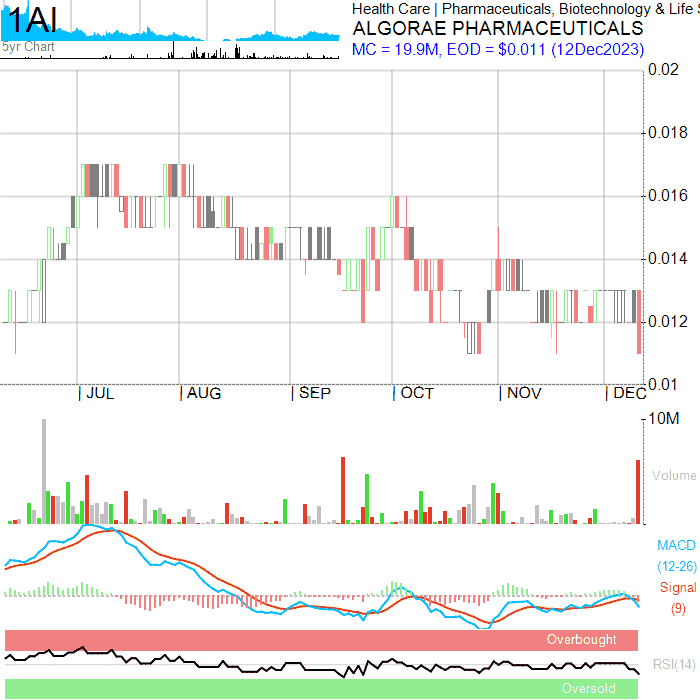 1AI
5yr Chart
Health Care | Pharmaceuticals, Biotechnology & Life S
ALGORAE PHARMACEUTICALS
MC = 19.9M, EOD = $0.011 (12Dec2023)
0.02
0.018
0.016
0.014
0.012
0.01
| JUL | AUG | SEP | OCT | NOV | DEC
10M
Volume
MACD
(12-26)
Signal
(9)
Overbought
RSI(14)
Oversold